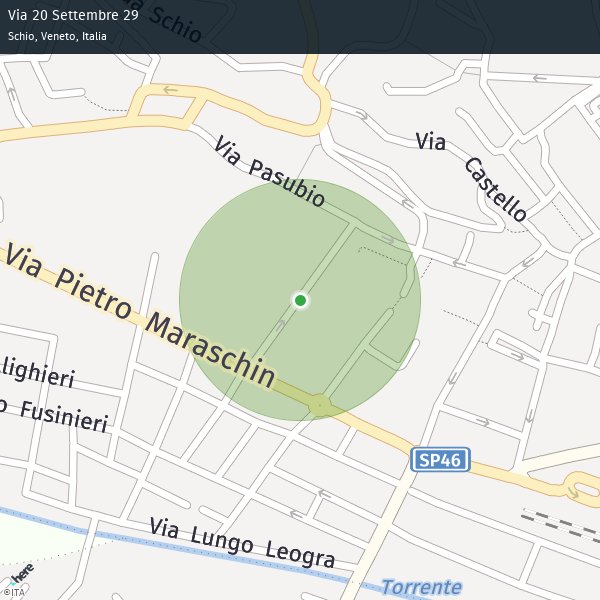 Via 20 Settembre 29
Schio, Veneto, Italia
Schio
Via
Castello
Via Pasubio
Via Pietro Maraschin
lighieri
o Fusinieri
SP46
Via Lungo Leogra
Torrente
here
©ITA